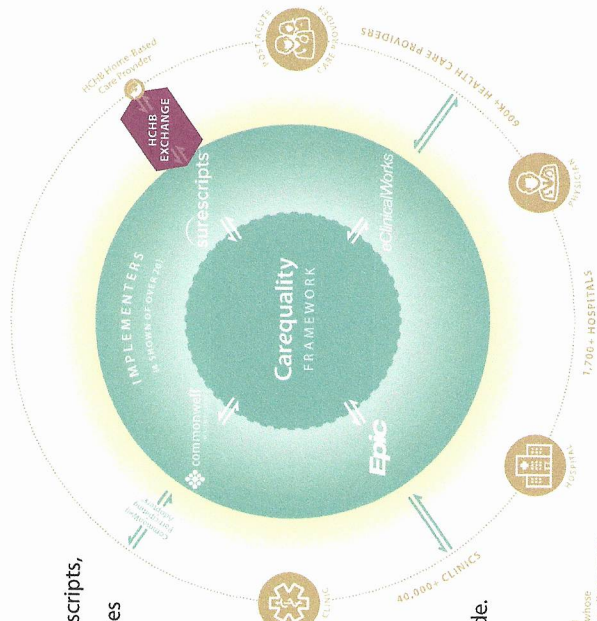 scripts,
es
de.
whose
HCHB Home-Based
Care Provider
HCHB
EXCHANGE
IMPLEMENTERS
(4 SHOWN OF OVER 20)
commonwell
surescripts
Carequality
FRAMEWORK
Epic
eClinicalWorks
POST ACUTE
CARE PROVIDERS
600K+ HEALTH CARE PROVIDERS
PHYSICIAN
1,700+ HOSPITALS
HOSPITAL
40,000+ CLINICS
CLINIC